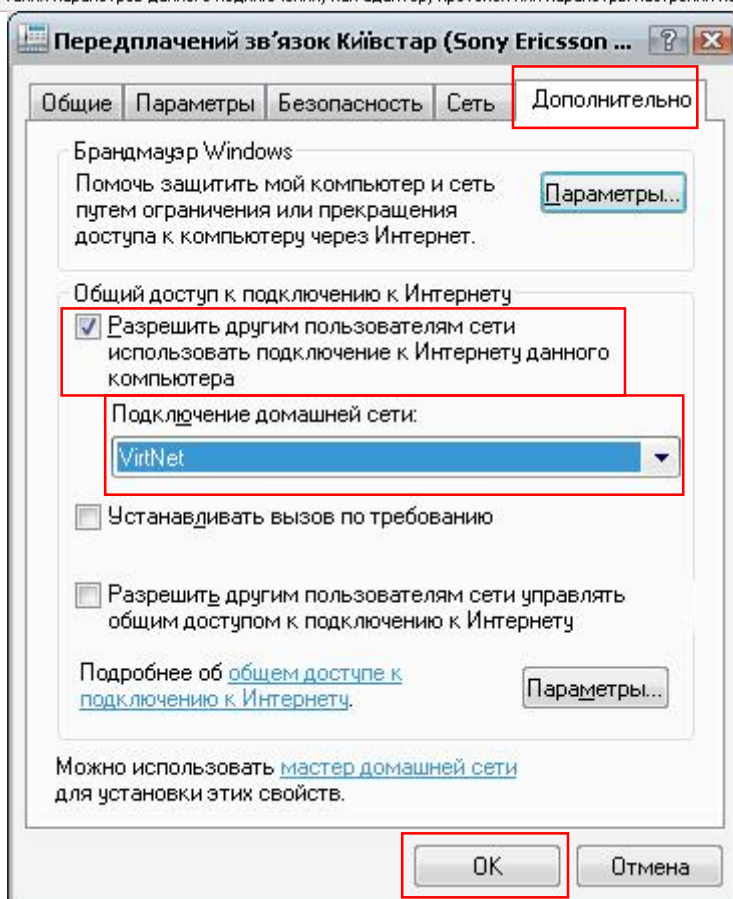 Передплачений зв'язок Київстар (Sony Ericsson ...
Общие Параметры Безопасность Сеть Дополнительно
Брандмауэр Windows
Помочь защитить мой компьютер и сеть
путем ограничения или прекращения
доступа к компьютеру через Интернет.
Параметры...
Общий доступ к подключению к Интернету
Разрешить другим пользователям сети
использовать подключение к Интернету данного
компьютера
Подключение домашней сети:
VirtNet
Устанавливать вызов по требованию
Разрешить другим пользователям сети управлять
общим доступом к подключению к Интернету
Подробнее об общем доступе к
подключению к Интернету.
Параметры...
Можно использовать мастер домашней сети
для установки этих свойств.
OK Отмена